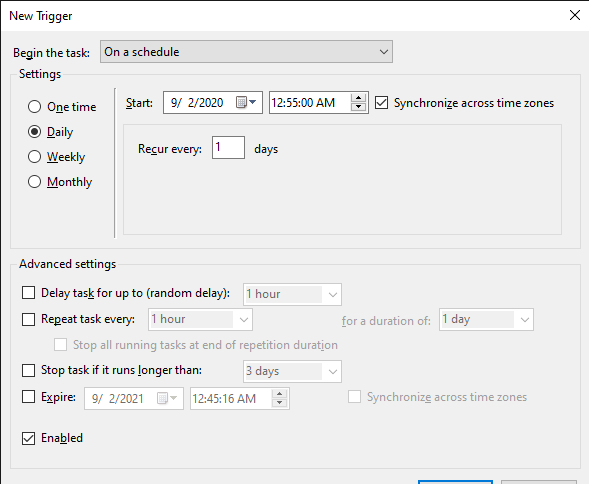 New Trigger
Begin the task: On a schedule
Settings
One time
Start: 9/ 2/2020 12:55:00 AM Synchronize across time zones
Daily
Recur every: 1 days
Weekly
Monthly
Advanced settings
Delay task for up to (random delay): 1 hour
Repeat task every: 1 hour for a duration of: 1 day
Stop all running tasks at end of repetition duration
Stop task if it runs longer than: 3 days
Expire: 9/ 2/2021 12:45:16 AM Synchronize across time zones
Enabled